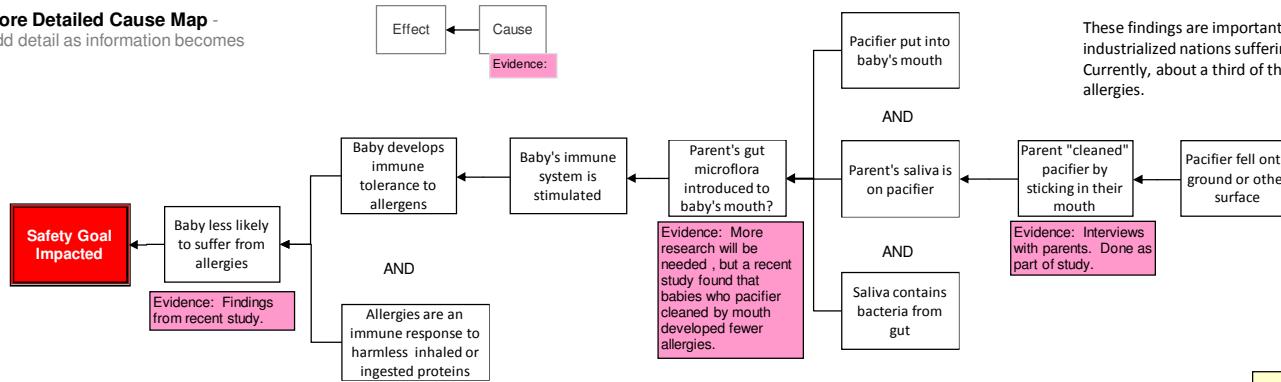 ore Detailed Cause Map -
dd detail as information becomes
Effect
Cause
Evidence:
These findings are important
industrialized nations sufferin
Currently, about a third of th
allergies.
Safety Goal
Impacted
Baby less likely
to suffer from
allergies
Evidence: Findings
from recent study.
Baby develops
immune
tolerance to
allergens
AND
Allergies are an
immune response to
harmless inhaled or
ingested proteins
Baby's immune
system is
stimulated
Parent's gut
microflora
introduced to
baby's mouth?
Evidence: More
research will be
needed , but a recent
study found that
babies who pacifier
cleaned by mouth
developed fewer
allergies.
Pacifier put into
baby's mouth
AND
Parent's saliva is
on pacifier
AND
Saliva contains
bacteria from
gut
Parent "cleaned"
pacifier by
sticking in their
mouth
Evidence: Interviews
with parents. Done as
part of study.
Pacifier fell ont
ground or othe
surface